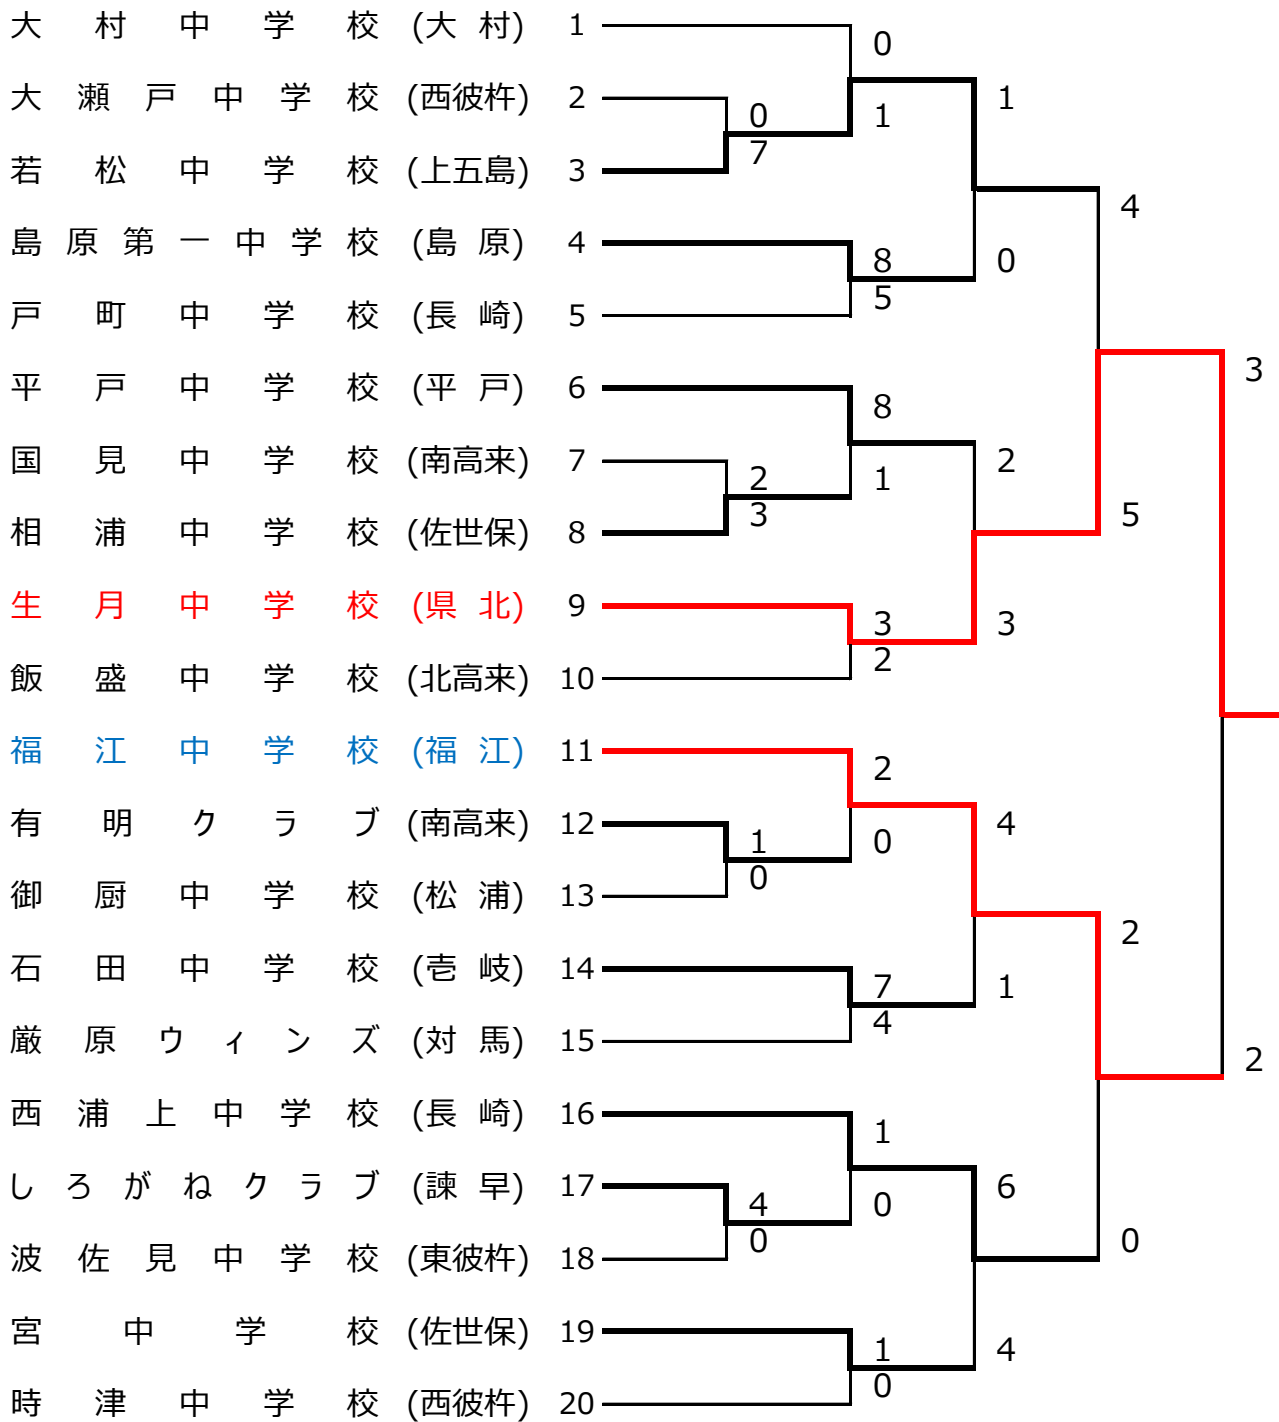 大村中学校 (大村) 1
0
大瀬戸中学校 (西彼杵) 2
1
0
1
7
若松中学校 (上五島) 3
4
島原第一中学校 (島原) 4
8
0
5
戸町中学校 (長崎) 5
3
平戸中学校 (平戸) 6
8
国見中学校 (南高来) 7
2
2
1
3
5
相浦中学校 (佐世保) 8
生月中学校 (県北) 9
3
3
2
飯盛中学校 (北高来) 10
福江中学校 (福江) 11
2
有明クラブ (南高来) 12
4
1
0
0
御厨中学校 (松浦) 13
2
石田中学校 (壱岐) 14
7
1
4
厳原ウィンズ (対馬) 15
2
西浦上中学校 (長崎) 16
1
しろがねクラブ (諫早) 17
6
4
0
0
0
波佐見中学校 (東彼杵) 18
宮中学校 (佐世保) 19
1
4
0
時津中学校 (西彼杵) 20